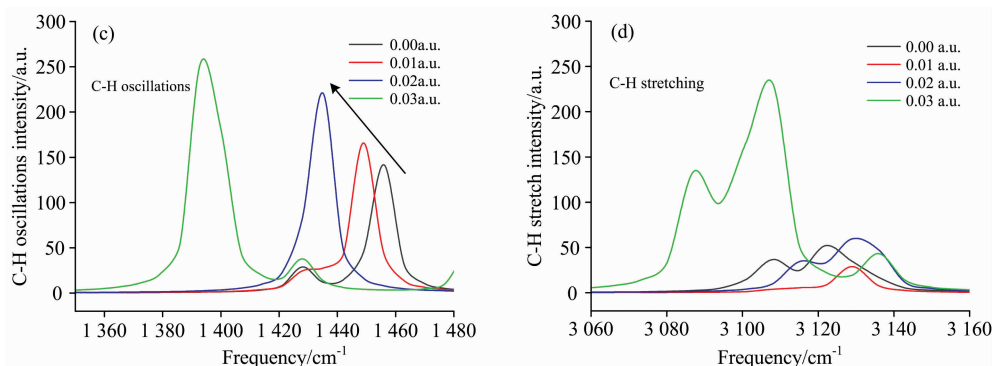 (c)
C-H oscillations
0.00a.u.
0.01a.u.
0.02a.u.
0.03a.u.
C-H oscillations intensity/a.u.
300
250
200
150
100
50
0
1 360
1 380
1 400
1 420
1 440
1 460
1 480
Frequency/cm⁻¹
(d)
C-H stretching
0.00 a.u.
0.01 a.u.
0.02 a.u.
0.03 a.u.
C-H stretch intensity/a.u.
300
250
200
150
100
50
0
3 060
3 080
3 100
3 120
3 140
3 160
Frequency/cm⁻¹